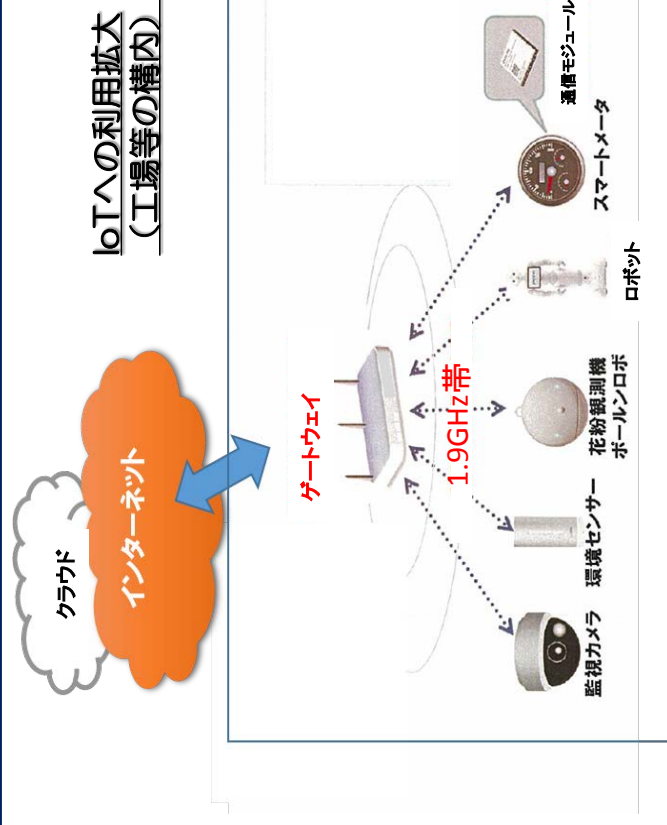 IoTへの利用拡大
（工場等の構内）
クラウド
インターネット
ゲートウェイ
1.9GHz帯
監視カメラ
環境センサー
花粉観測機
ポールンロボ
ロボット
スマートメータ
通信モジュール